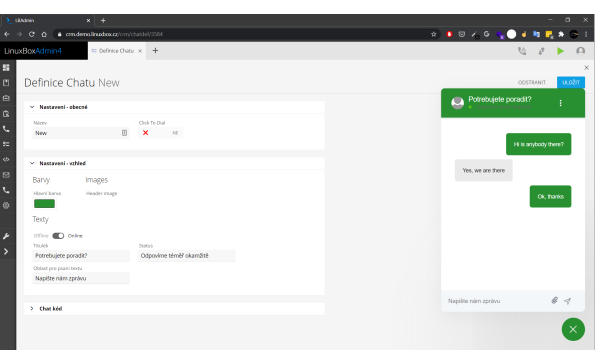 LBAdmin
crm.demo.linuxbox.cz/crm/chatdef/3584
LinuxBoxAdmin4
Definice Chatu
Definice Chatu New
ODSTRANIT
ULOŽIT
Nastavení - obecné
Název
Click To Dial
New
NE
Nastavení - vzhled
Barvy
Images
Hlavní barva
Header image
Texty
Offline
Online
Titulek
Status
Potrebujete poradit?
Odpovíme téměř okamžitě
Oblast pro psaní textu
Napište nám zprávu
Chat kód
Potrebujete poradit?
Hi is anybody there?
Yes, we are there
Ok, thanks
Napište nám zprávu